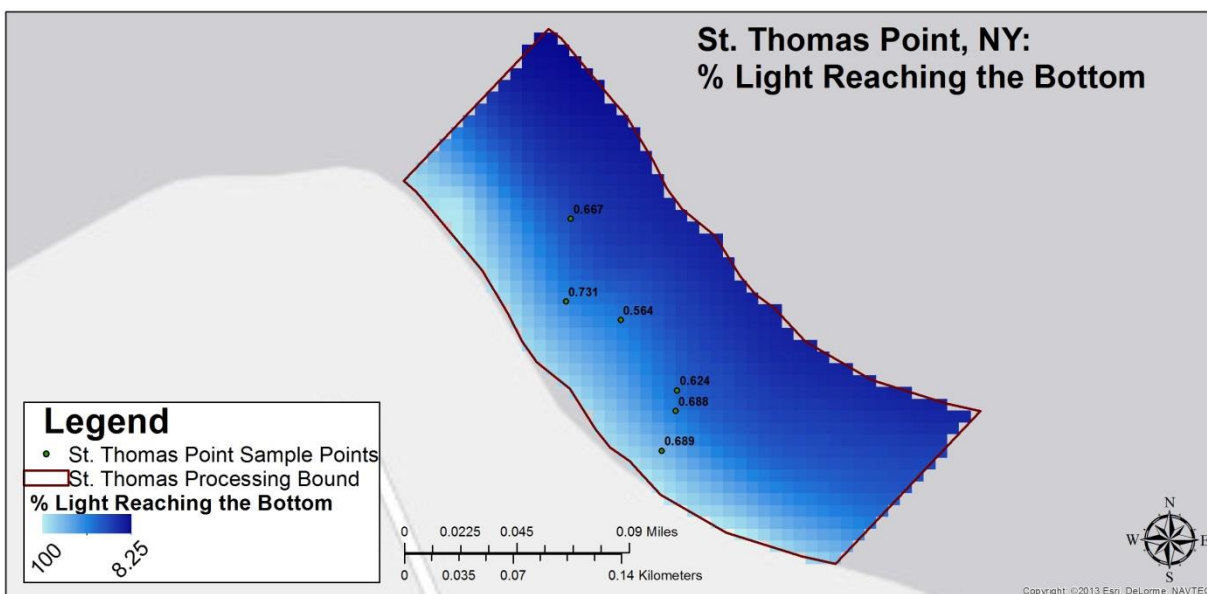 St. Thomas Point, NY:
% Light Reaching the Bottom
0.667
0.731
0.564
0.624
0.688
0.689
Legend
St. Thomas Point Sample Points
St. Thomas Processing Bound
% Light Reaching the Bottom
100 8.25
0 0.0225 0.045 0.09 Miles
0 0.035 0.07 0.14 Kilometers
N
W E
S
Copyright: ©2013 Esri, DeLorme, NAVTEQ